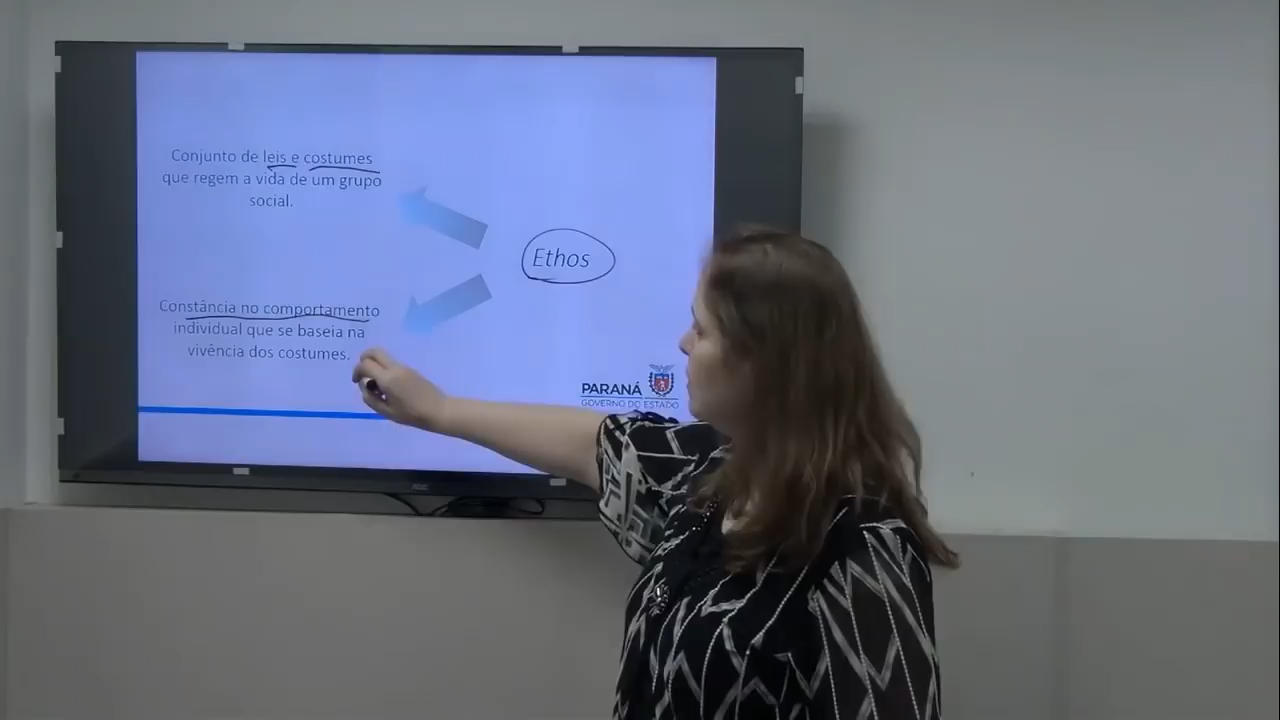 Conjunto de leis e costumes
que regem a vida de um grupo
social.
Ethos
Constância no comportamento
individual que se baseia na
vivência dos costumes.
PARANÁ
GOVERNO DO ESTADO